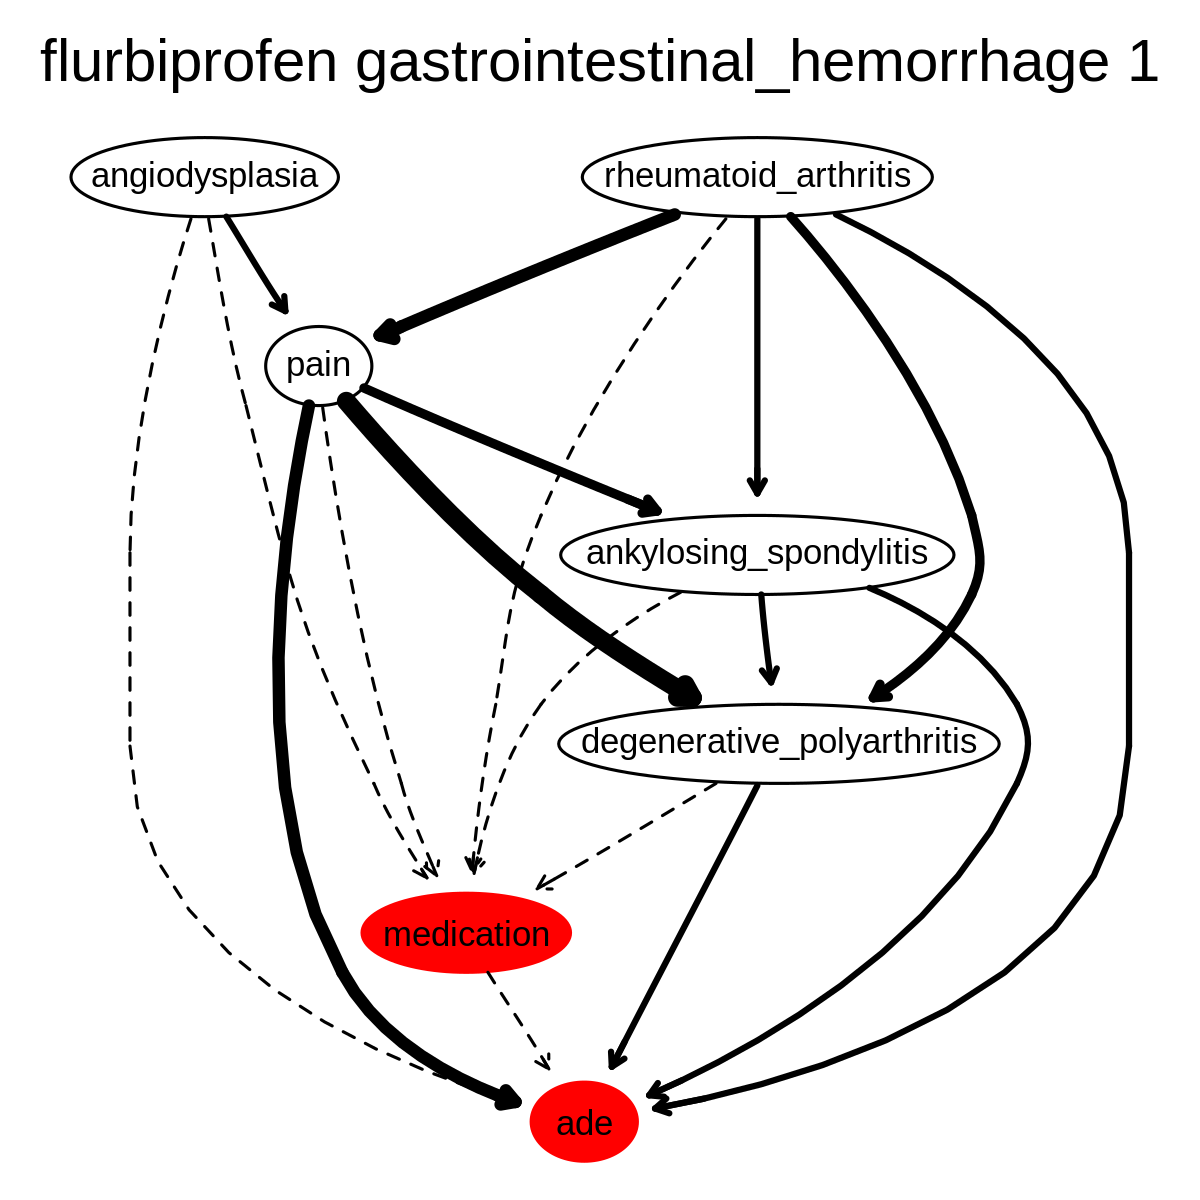 flurbiprofen gastrointestinal_hemorrhage 1
angiodysplasia
rheumatoid_arthritis
pain
ankylosing_spondylitis
degenerative_polyarthritis
medication
ade